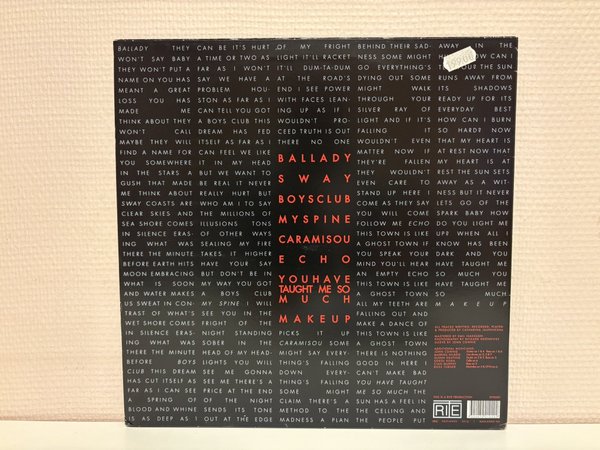 BALLADY THEY
WON'T SAY BABY
THEY WON'T PUT A
NAME ON YOU HAS
MEANT A GREAT
LOSS YOU HAS
MADE ME
THINK ABOUT THEY
WON'T CALL
MAYBE THEY WILL
FIND A NAME FOR
YOU SOMEWHERE
IN THE STARS A
GUSH THAT MADE
ME THINK ABOUT
SWAY COASTS ARE
CLEAR SKIES AND
SEA SHORE COMES
IN SILENCE ERAS-
ING WHAT WAS
THERE THE MINUTE
BEFORE EARTH HITS
MOON EMBRACING
WHAT IS SOON
AND WATER MAKES
US SWEAT IN CON-
TRAST OF WHAT'S
WET SHORE COMES
IN SILENCE ERAS-
ING WHAT WAS
THERE THE MINUTE
BEFORE BOYS
CLUB THIS DREAM
HAS CUT ITSELF AS
FAR AS I CAN SEE
A SPRING OF
BLOOD AND WHINE
IS AS DEEP AS I
CAN BE IT'S HURT
A TIME OR TWO AS
FAR AS I WON'T
SAY WE HAVE A
PROBLEM HOU-
STON AS FAR AS I
CAN TELL YOU GOT
A BOYS CLUB THIS
DREAM HAS FED
ITSELF AS FAR AS I
CAN FEEL WE LIKE
IT IN MY HEAD
BUT WE WANT TO
BE REAL IT NEVER
REALLY HURT BUT
WHO AM I TO SAY
THE MILLIONS OF
ILLUSIONS TONS
OF OTHER WAYS
SEALING MY FIRE
TAKES IT HIGHER
HAVE YOUR SAY
BUT DON'T BE IN
MY WAY YOU GOT
A BOYS CLUB
MY SPINE I WILL
SEE YOU IN THE
FRIGHT OF THE
NIGHT STRANGER
SOBER IN THE
HEAD OF MY HEAD-
LIGHTS YOU WILL
SEE ME GONNA
SEE ME THERE AT
PRICE AT THE END
THE NIGHT YOU
SENDS ITS TONE
OUT AT THE EDGE
OF MY FRIGHT
LIGHT IT'LL RACKET
IT'LL DUM-TA-DUM
AT THE ROAD'S
END I SEE POWER
WITH FACES LEAN-
ING UP AS IF I
WOULDN'T PRO-
CEED TRUTH IS OUT
THERE NO ONE
BALLADY
SWAY
BOYSCLUB
MYSPINE
CARAMISOU
ECHO
YOU HAVE
TAUGHT ME SO
MUCH
MAKEUP
PICKS IT UP
CARAMISOU SOME
MIGHT SAY EVERY-
THING'S FALLING
DOWN EVERY-
THING'S FALLING
END SOME MIGHT
CLAIM THERE'S A
METHOD TO THE
MADNESS A PLAN
BEHIND THEIR SAD-
NESS SOME MIGHT
GO EVERYTHING'S
DYING OUT SOME
MIGHT WALK
THROUGH YOUR
SILVER RAY OF
LIGHT AND IF IT'S
FALLING IT
WOULDN'T EVEN
MATTER NOW IF
THEY'RE FALLEN
THEY WOULDN'T
EVEN CARE TO
STAND UP HERE I
COME AS THEY SAY
YOU WILL COME
FOLLOW ME ECHO
THIS TOWN IS LIKE
A GHOST TOWN IF
YOU SPEAK YOUR
MIND YOU'LL HEAR
AN EMPTY ECHO
THIS TOWN IS LIKE
A GHOST TOWN
ALL MY TEETH ARE
FALLING OUT AND
MAKE A DANCE OF
THIS TOWN IS LIKE
A GHOST TOWN
THERE IS NOTHING
GOOD IN HERE I
CAN'T MAKE BAD
YOU HAVE TAUGHT
ME SO MUCH THE
SUN HAS A FEEL IN
THE CELLING AND
THE PEOPLE PUT
AWAY IN THE
HOW CAN I
OUT THE SUN
RUNS AWAY FROM
ITS SHADOWS
READY UP FOR ITS
EVERYDAY BEST
HOW CAN I BURN
SO HARD? NOW
THAT MY HEART IS
AT REST NOW THAT
MY HEART IS AT
REST THE SUN SETS
AWAY AS A WIT-
NESS BUT IT NEVER
LETS GO OF THE
SPARK BABY HOW
DO YOU LIGHT ME
UP? WHEN ALL I
KNOW HAS BEEN
DARK AND YOU
HAVE TAUGHT ME
SO MUCH YOU
HAVE TAUGHT ME
SO MUCH.
MAKE UP
RITE